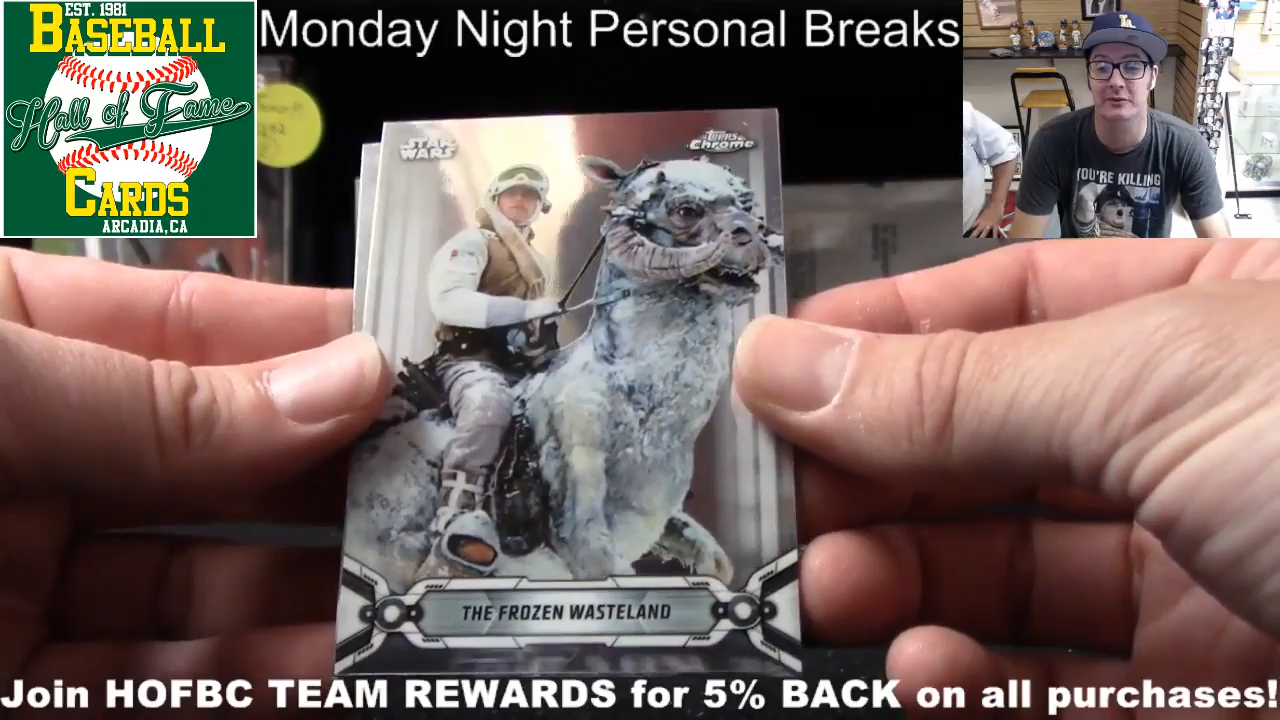 EST. 1981
BASEBALL
Hall of Fame
CARDS
ARCADIA, CA
Monday Night Personal Breaks
YOU'RE KILLING
STAR
WARS
TOPPS
Chrome
THE FROZEN WASTELAND
Join HOFBC TEAM REWARDS for 5% BACK on all purchases!